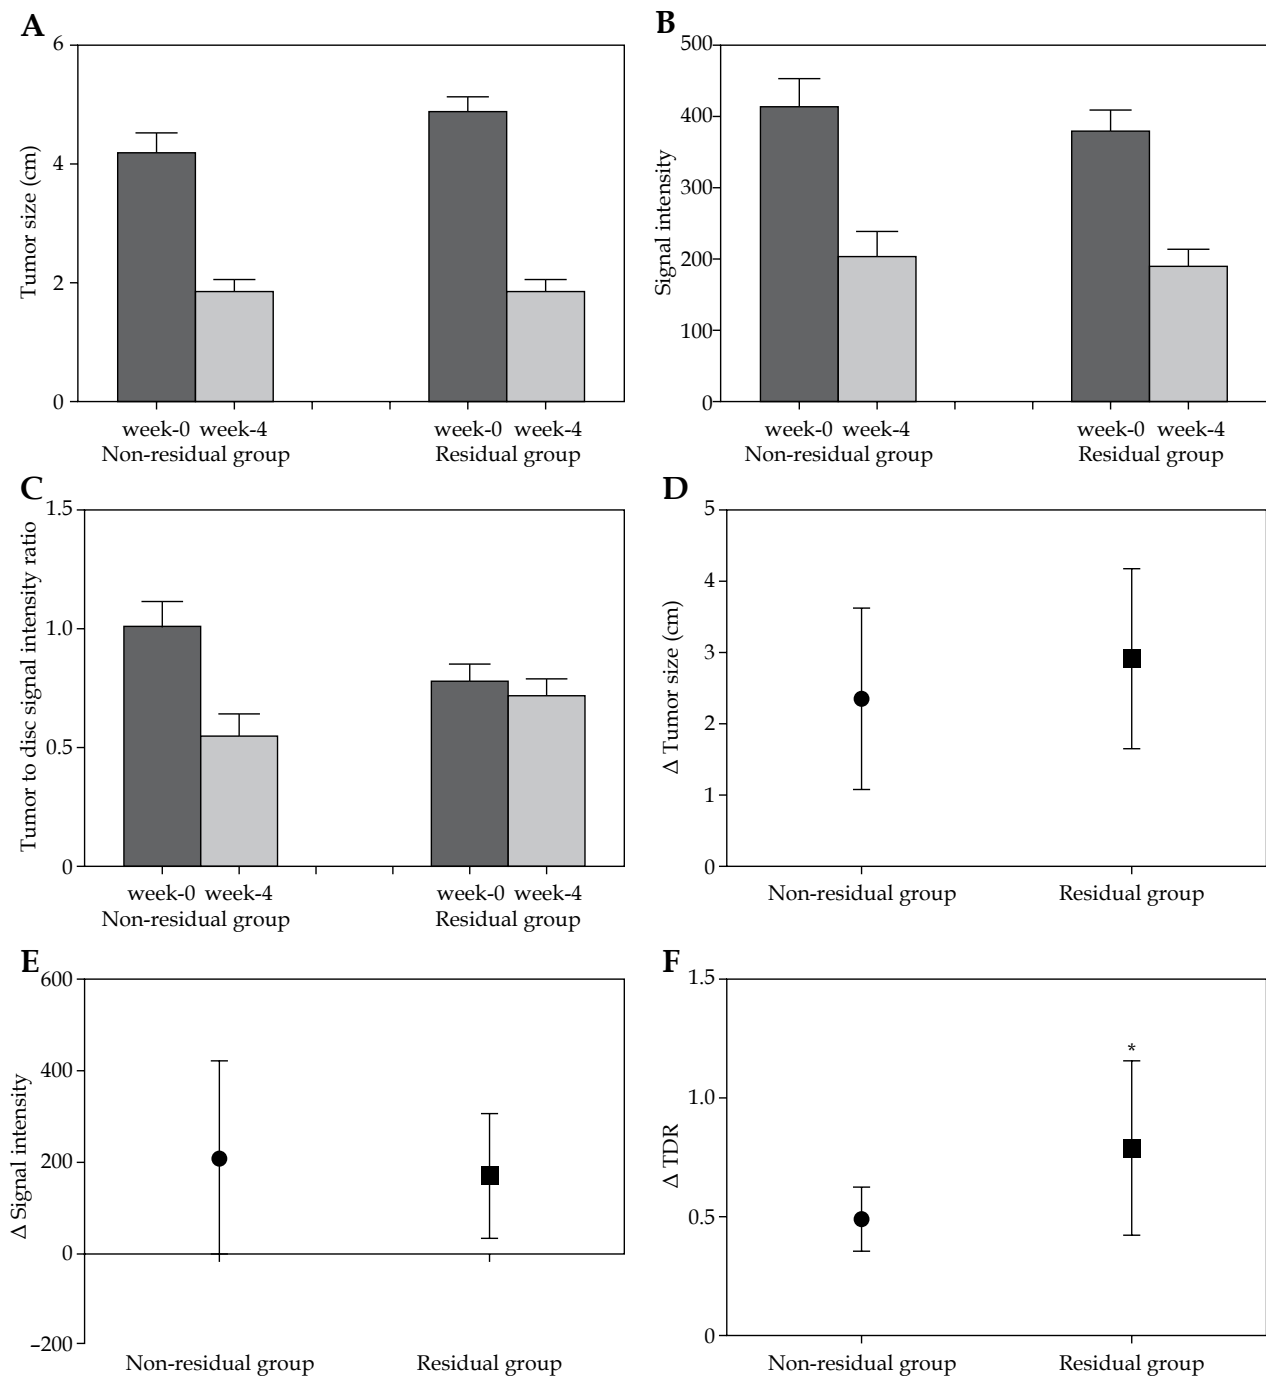 A
Tumor size (cm)
6
4
2
0
week-0 week-4 week-0 week-4
Non-residual group Residual group
B
Signal intensity
500
400
300
200
100
0
week-0 week-4 week-0 week-4
Non-residual group Residual group
C
Tumor to disc signal intensity ratio
1.5
1.0
0.5
0
week-0 week-4 week-0 week-4
Non-residual group Residual group
D
Δ Tumor size (cm)
5
4
3
2
1
0
Non-residual group Residual group
E
Δ Signal intensity
600
400
200
0
–200
Non-residual group Residual group
F
Δ TDR
1.5
*
1.0
0.5
0
Non-residual group Residual group